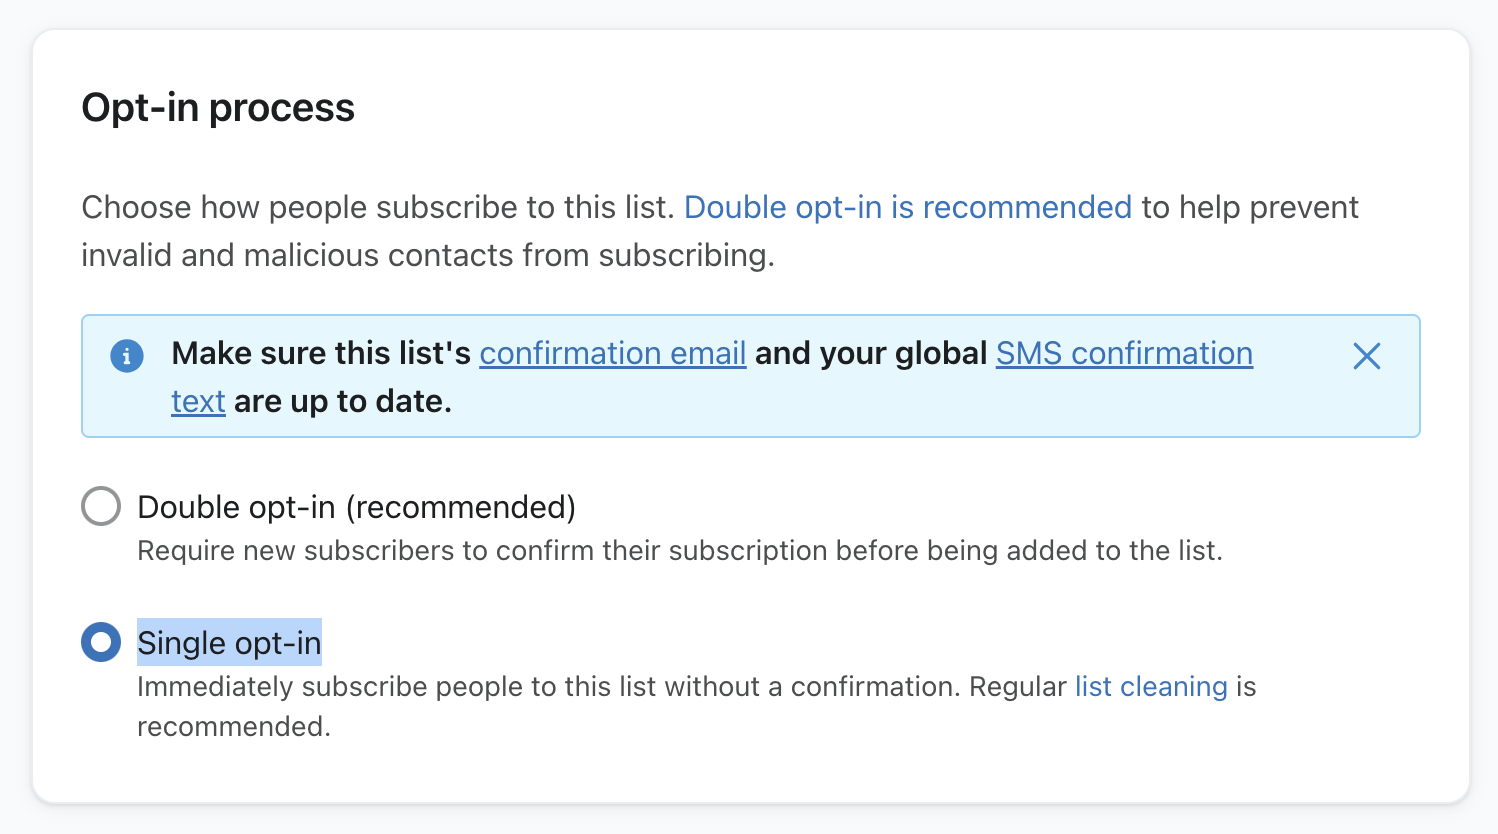 Opt-in process
Choose how people subscribe to this list. Double opt-in is recommended to help prevent
invalid and malicious contacts from subscribing.
Make sure this list's confirmation email and your global SMS confirmation
text are up to date.
Double opt-in (recommended)
Require new subscribers to confirm their subscription before being added to the list.
Single opt-in
Immediately subscribe people to this list without a confirmation. Regular list cleaning is
recommended.